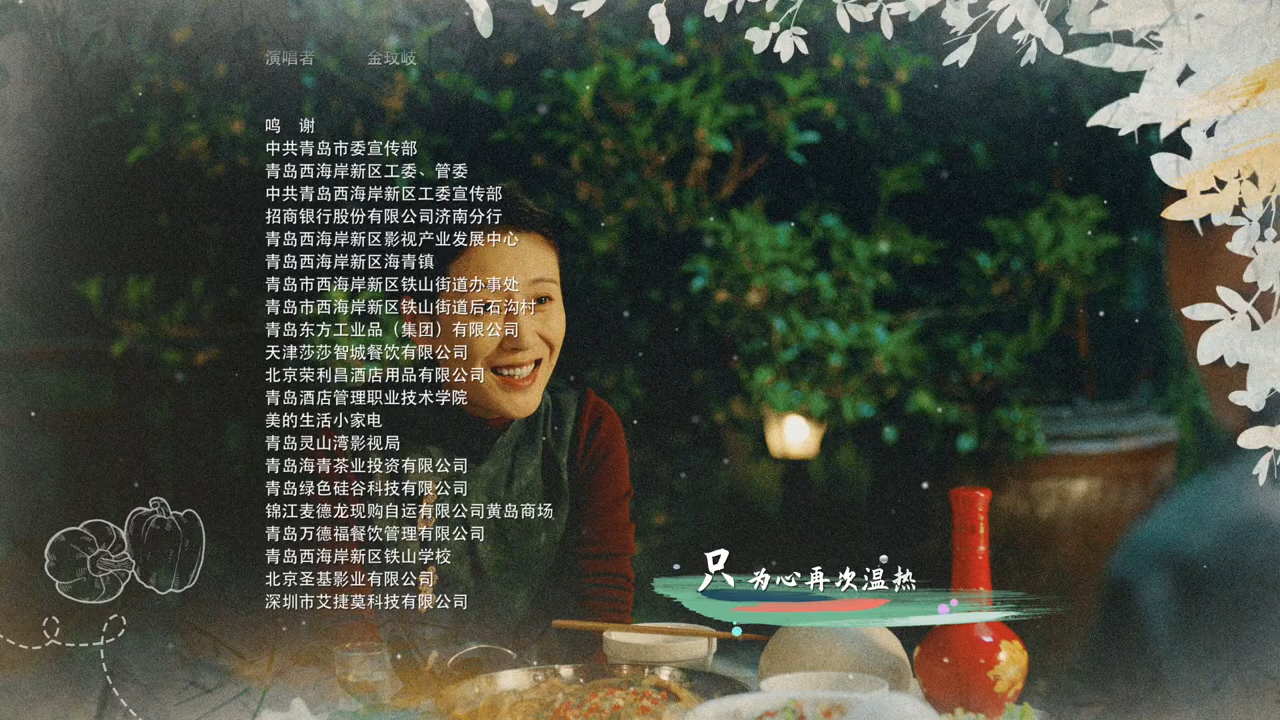 演唱者 金玟岐
鸣 谢
中共青岛市委宣传部
青岛西海岸新区工委、管委
中共青岛西海岸新区工委宣传部
招商银行股份有限公司济南分行
青岛西海岸新区影视产业发展中心
青岛西海岸新区海青镇
青岛市西海岸新区铁山街道办事处
青岛市西海岸新区铁山街道后石沟村
青岛东方工业品（集团）有限公司
天津莎莎智城餐饮有限公司
北京荣利昌酒店用品有限公司
青岛酒店管理职业技术学院
美的生活小家电
青岛灵山湾影视局
青岛海青茶业投资有限公司
青岛绿色硅谷科技有限公司
锦江麦德龙现购自运有限公司黄岛商场
青岛万德福餐饮管理有限公司
青岛西海岸新区铁山学校
北京圣基影业有限公司
深圳市艾捷莫科技有限公司
只为心再次温热